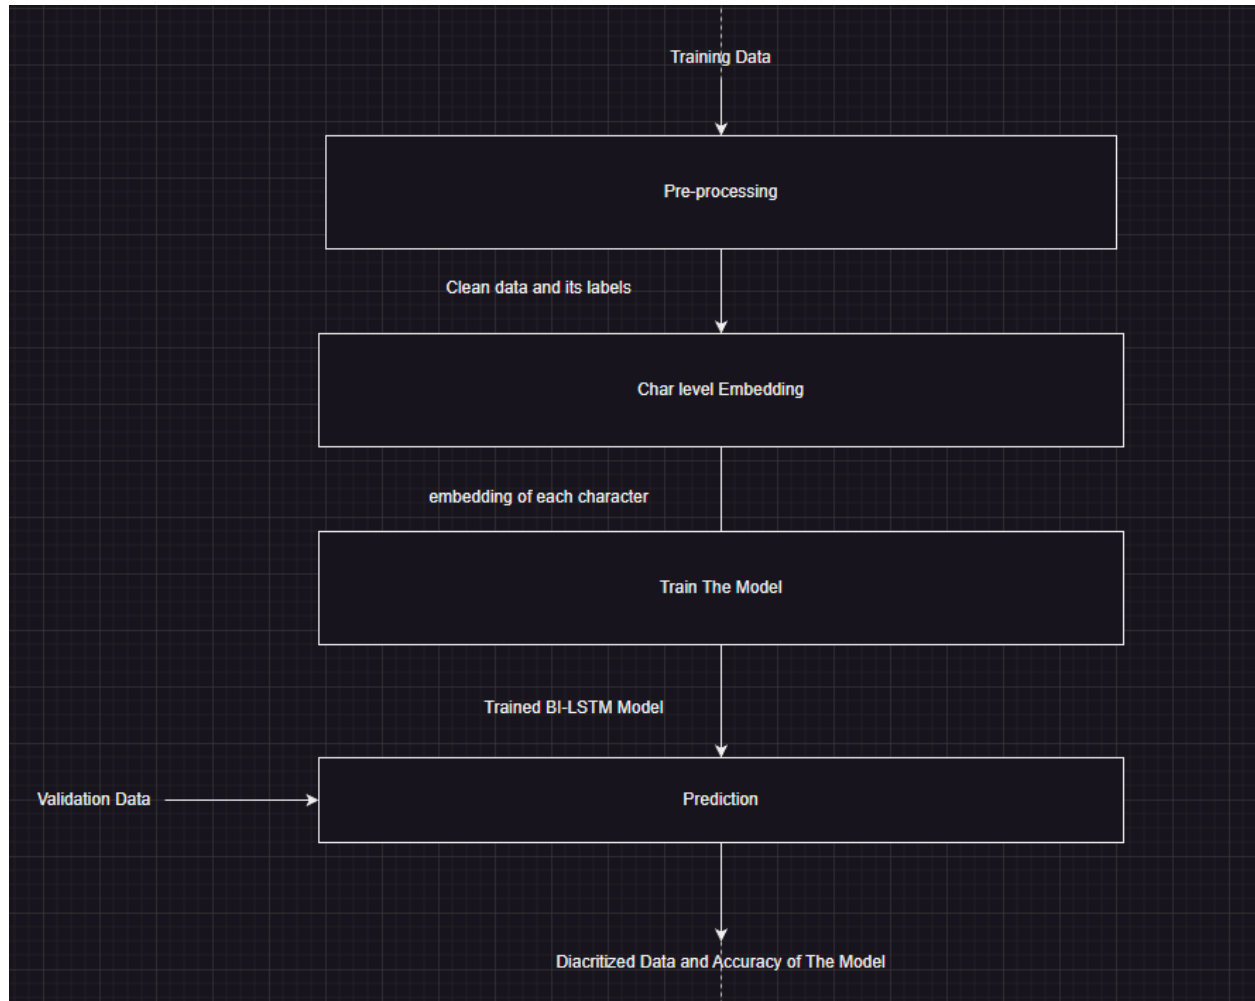 Training Data
Pre-processing
Clean data and its labels
Char level Embedding
embedding of each character
Train The Model
Trained BI-LSTM Model
Validation Data
Prediction
Diacritized Data and Accuracy of The Model